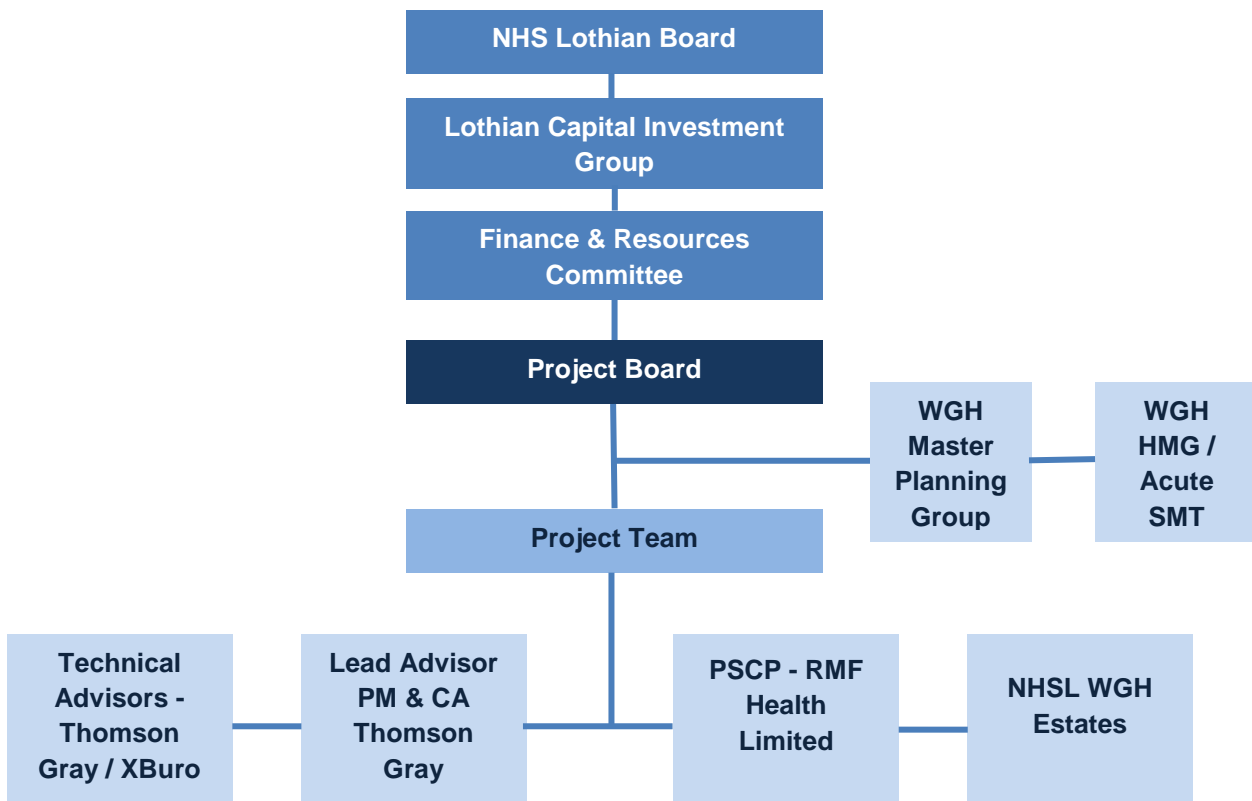 NHS Lothian Board
Lothian Capital Investment
Group
Finance & Resources
Committee
Project Board
WGH
Master
Planning
Group
WGH
HMG /
Acute
SMT
Project Team
Technical
Advisors -
Thomson
Gray / XBuro
Lead Advisor
PM & CA
Thomson
Gray
PSCP - RMF
Health
Limited
NHSL WGH
Estates